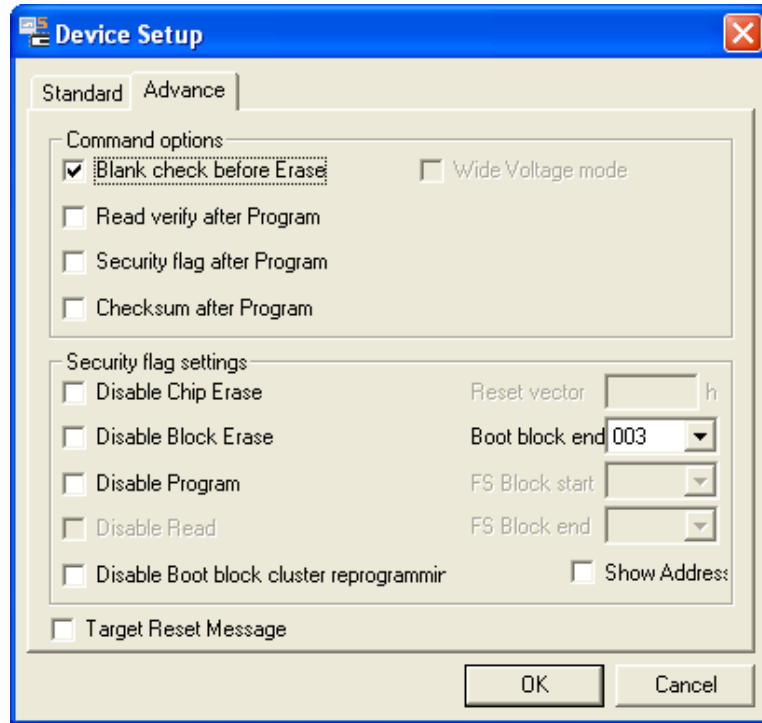 Device Setup
Standard
Advance
Command options
Blank check before Erase
Wide Voltage mode
Read verify after Program
Security flag after Program
Checksum after Program
Security flag settings
Disable Chip Erase
Reset vector
h
Disable Block Erase
Boot block end
003
Disable Program
FS Block start
Disable Read
FS Block end
Disable Boot block cluster reprogrammir
Show Address
Target Reset Message
OK
Cancel